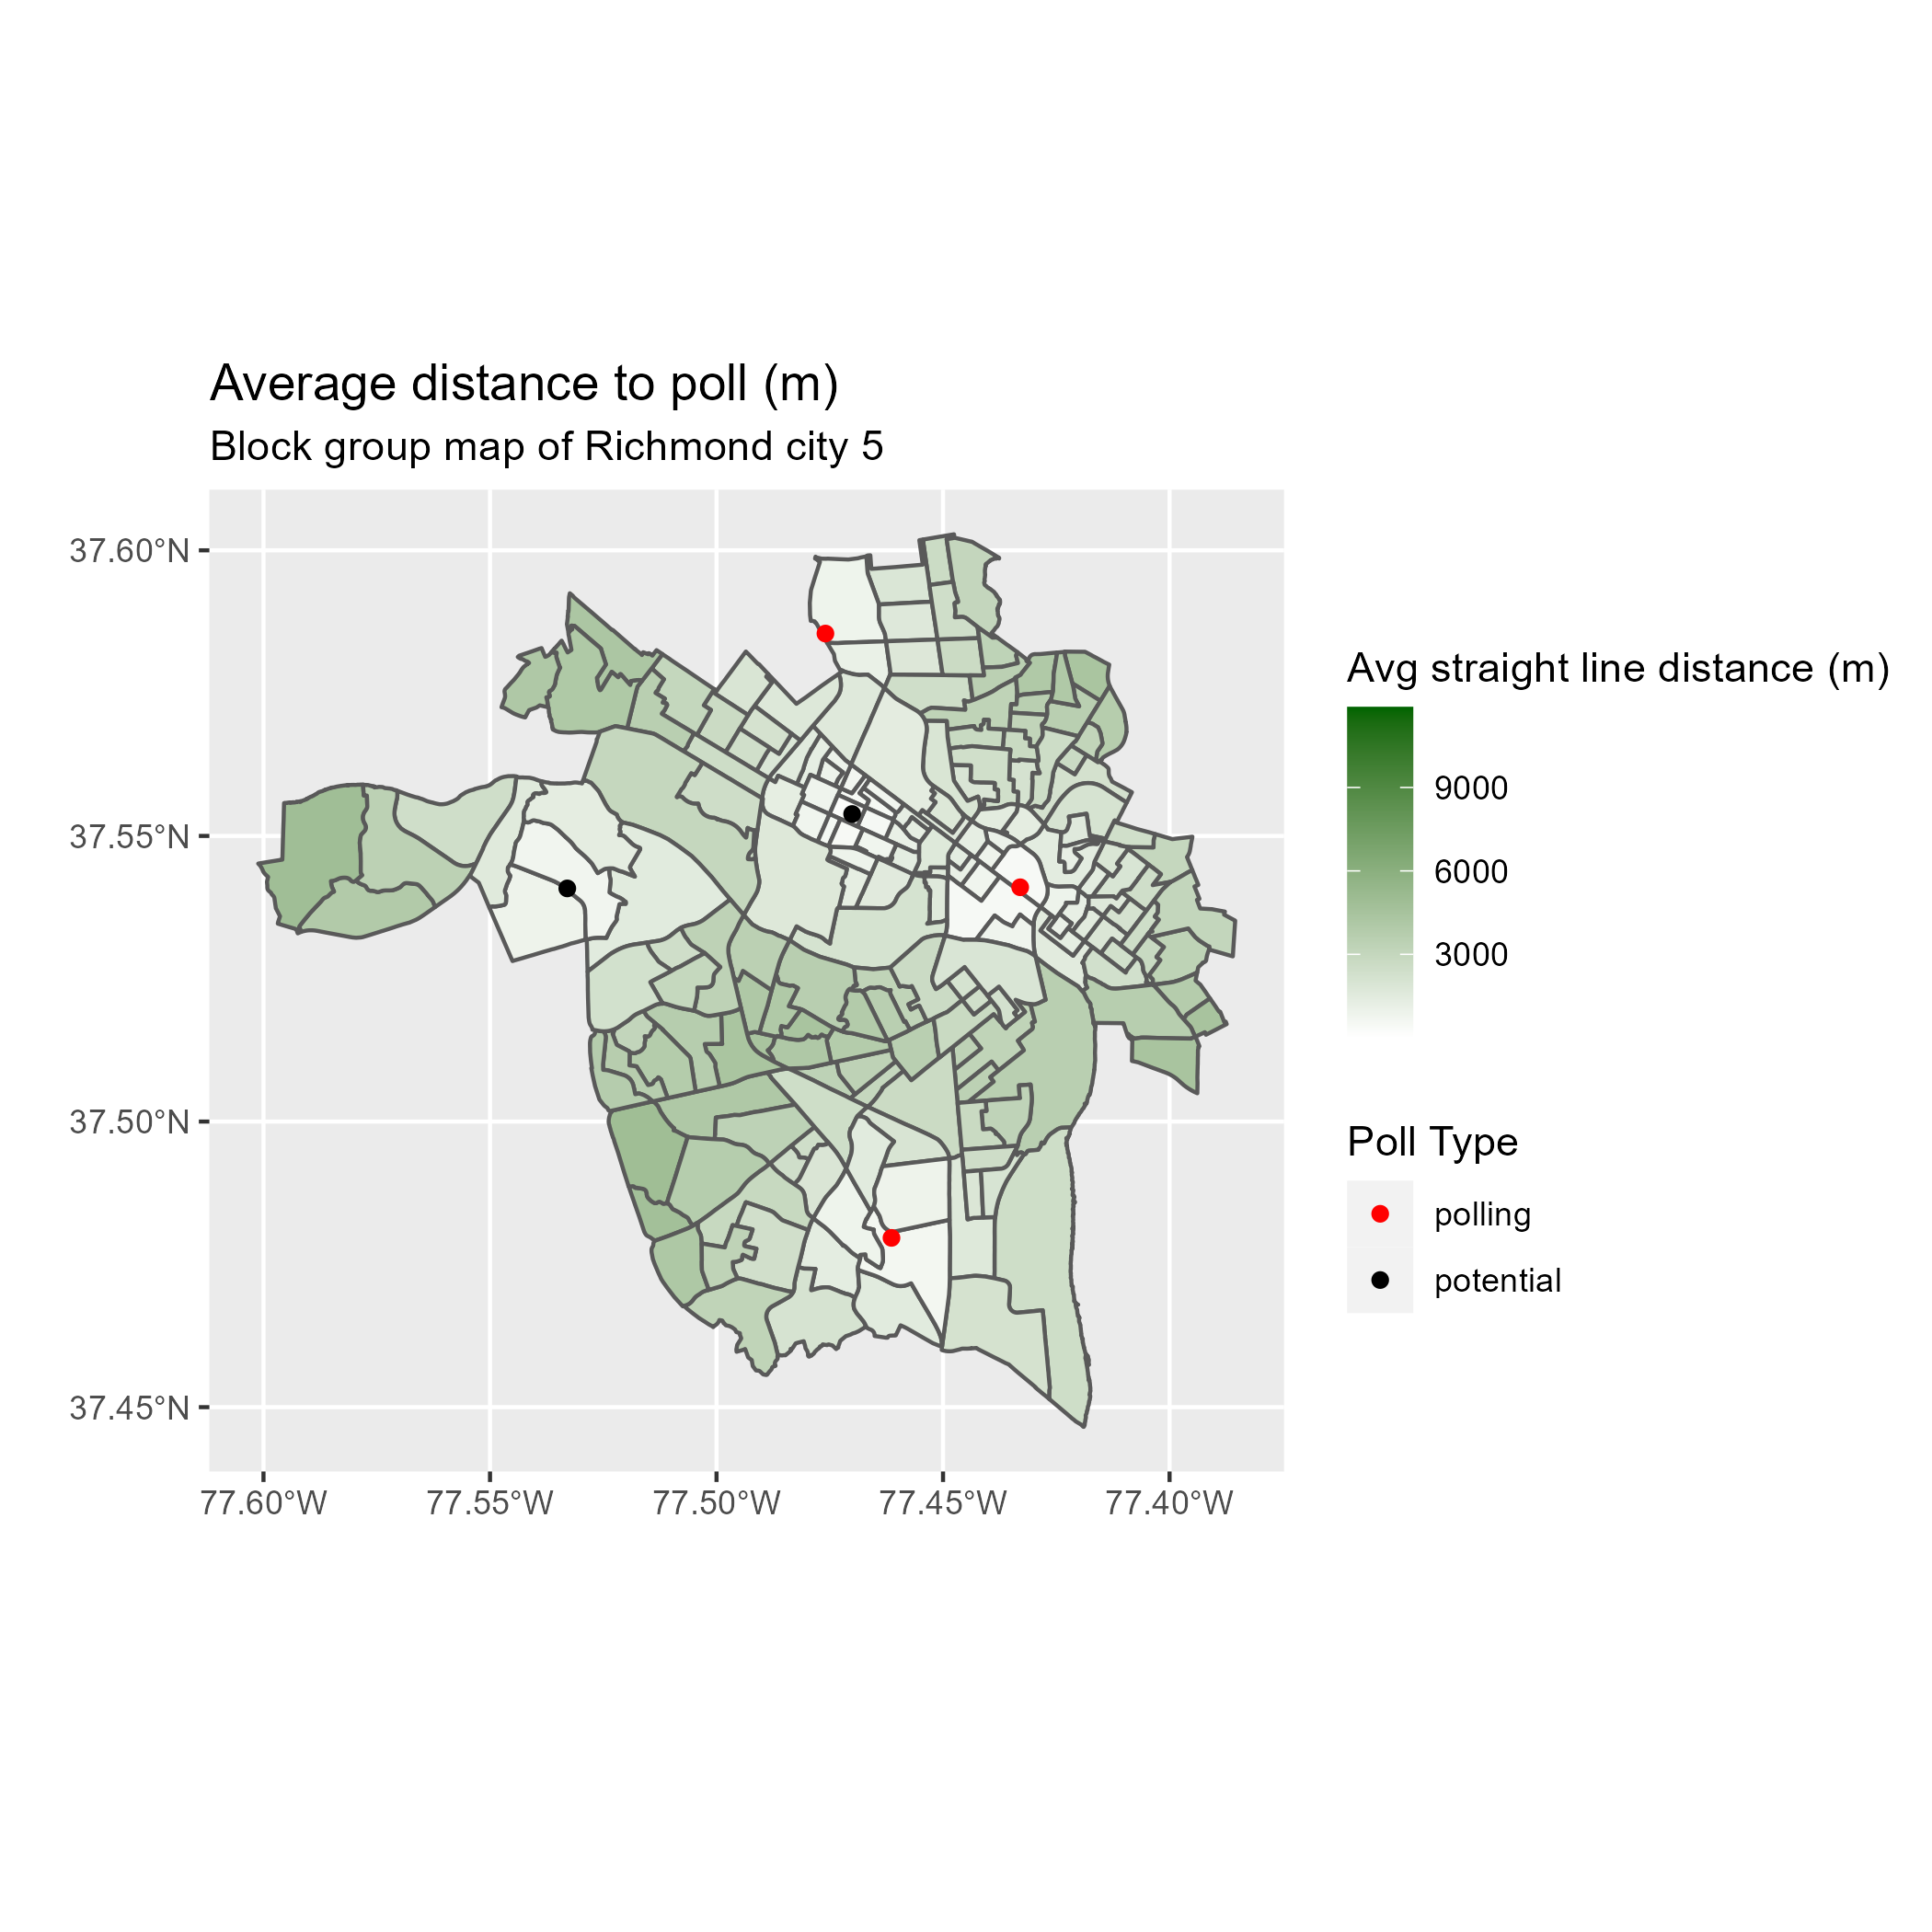 Average distance to poll (m)
Block group map of Richmond city 5
37.60°N
37.55°N
37.50°N
37.45°N
77.60°W
77.55°W
77.50°W
77.45°W
77.40°W
Avg straight line distance (m)
9000
6000
3000
Poll Type
polling
potential